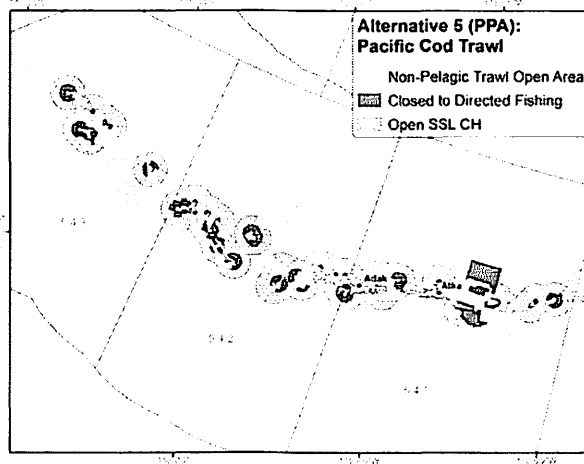 Alternative 5 (PPA):
Pacific Cod Trawl
Non-Pelagic Trawl Open Area
Closed to Directed Fishing
Open SSL CH
543
Adak
Atka
542
541